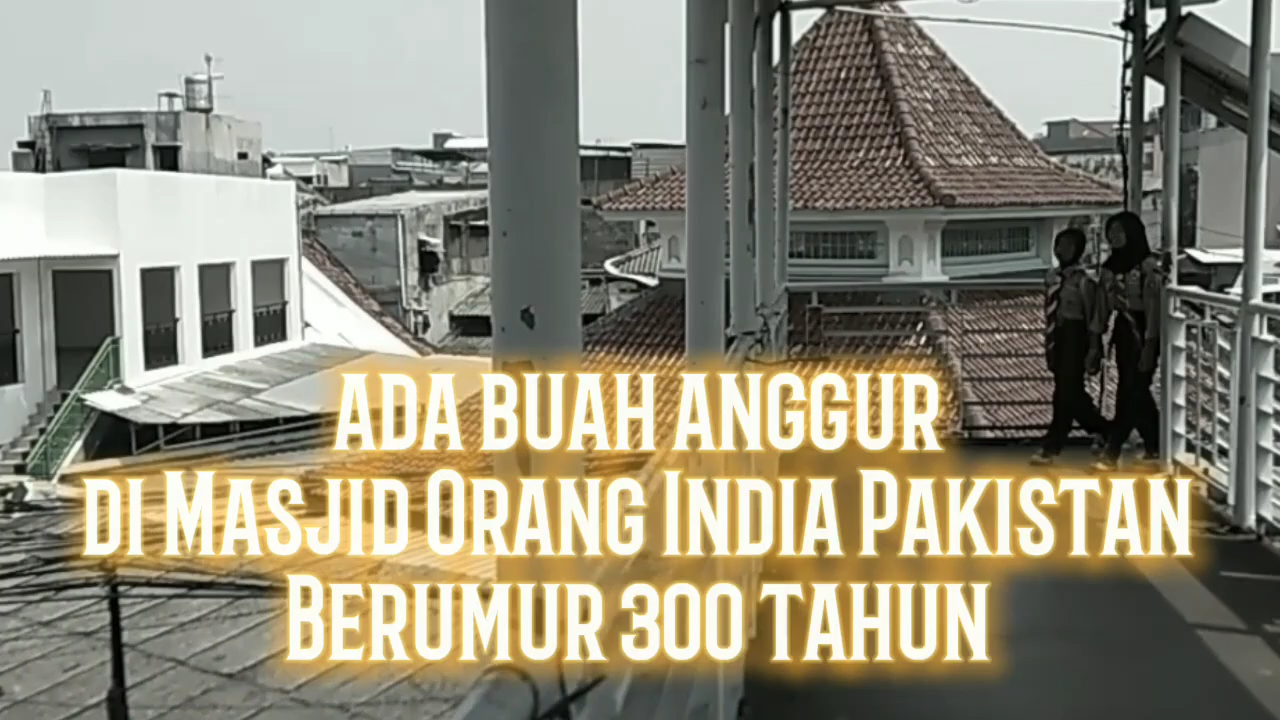 ADA BUAH ANGGUR
DI MASJID ORANG INDIA PAKISTAN
BERUMUR 300 TAHUN